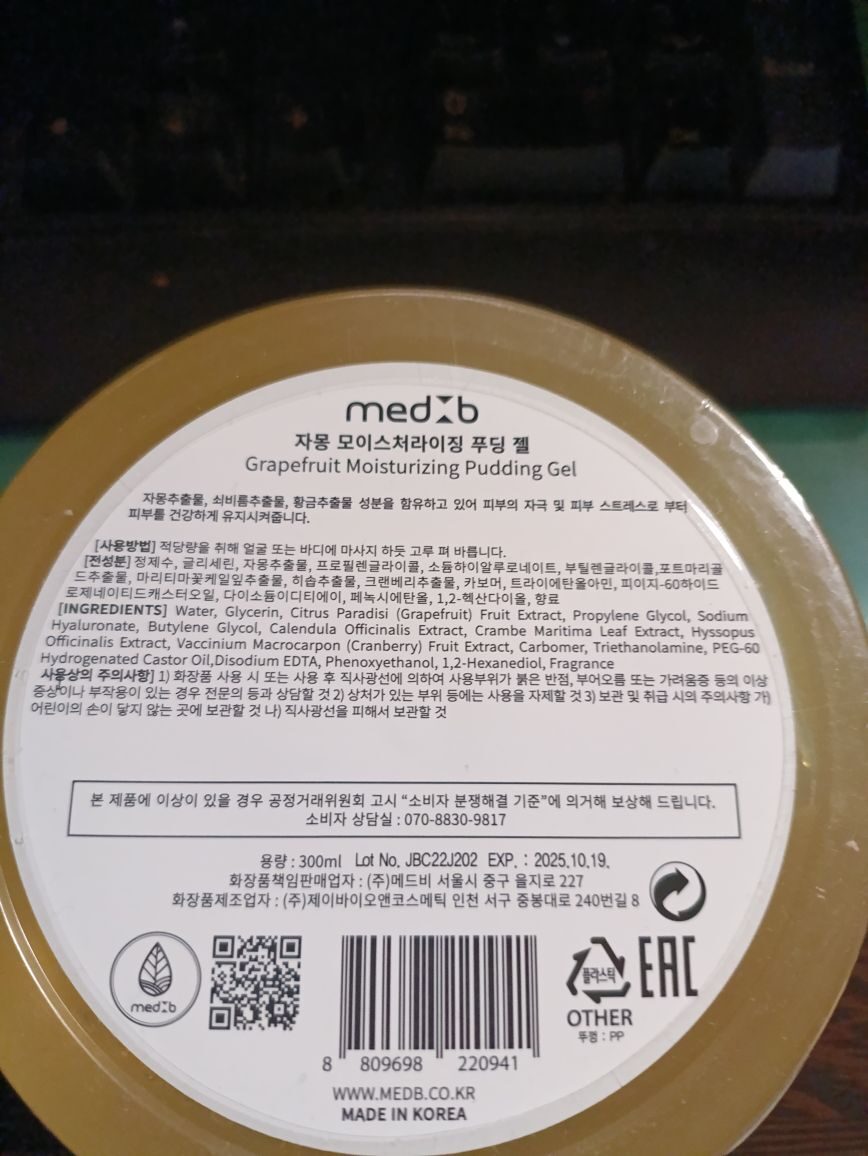 med:b
자몽 모이스처라이징 푸딩 젤
Grapefruit Moisturizing Pudding Gel
자몽추출물, 쇠비름추출물, 황금추출물 성분을 함유하고 있어 피부의 자극 및 피부 스트레스로 부터
피부를 건강하게 유지시켜줍니다.
[사용방법] 적당량을 취해 얼굴 또는 바디에 마사지 하듯 고루 펴 바릅니다.
[전성분] 정제수, 글리세린, 자몽추출물, 프로필렌글라이콜, 소듐하이알루로네이트, 부틸렌글라이콜,포트마리골
드추출물, 마리티마꽃케일잎추출물, 히솝추출물, 크랜베리추출물, 카보머, 트라이에탄올아민, 피이지-60하이드
로제네이티드캐스터오일, 다이소듐이디티에이, 페녹시에탄올, 1,2-헥산다이올, 향료
[INGREDIENTS] Water, Glycerin, Citrus Paradisi (Grapefruit) Fruit Extract, Propylene Glycol, Sodium
Hyaluronate, Butylene Glycol, Calendula Officinalis Extract, Crambe Maritima Leaf Extract, Hyssopus
Officinalis Extract, Vaccinium Macrocarpon (Cranberry) Fruit Extract, Carbomer, Triethanolamine, PEG-60
Hydrogenated Castor Oil,Disodium EDTA, Phenoxyethanol, 1,2-Hexanediol, Fragrance
사용상의 주의사항] 1) 화장품 사용 시 또는 사용 후 직사광선에 의하여 사용부위가 붉은 반점, 부어오름 또는 가려움증 등의 이상
증상이나 부작용이 있는 경우 전문의 등과 상담할 것 2) 상처가 있는 부위 등에는 사용을 자제할 것 3) 보관 및 취급 시의 주의사항 가)
어린이의 손이 닿지 않는 곳에 보관할 것 나) 직사광선을 피해서 보관할 것
본 제품에 이상이 있을 경우 공정거래위원회 고시 “소비자 분쟁해결 기준”에 의거해 보상해 드립니다.
소비자 상담실 : 070-8830-9817
용량 : 300ml Lot No. JBC22J202 EXP. : 2025.10.19.
화장품책임판매업자 : (주)메드비 서울시 중구 을지로 227
화장품제조업자 : (주)제이바이오앤코스메틱 인천 서구 중봉대로 240번길 8
med:b
플라스틱
EAC
OTHER
뚜껑 : PP
8 809698 220941
WWW.MEDB.CO.KR
MADE IN KOREA